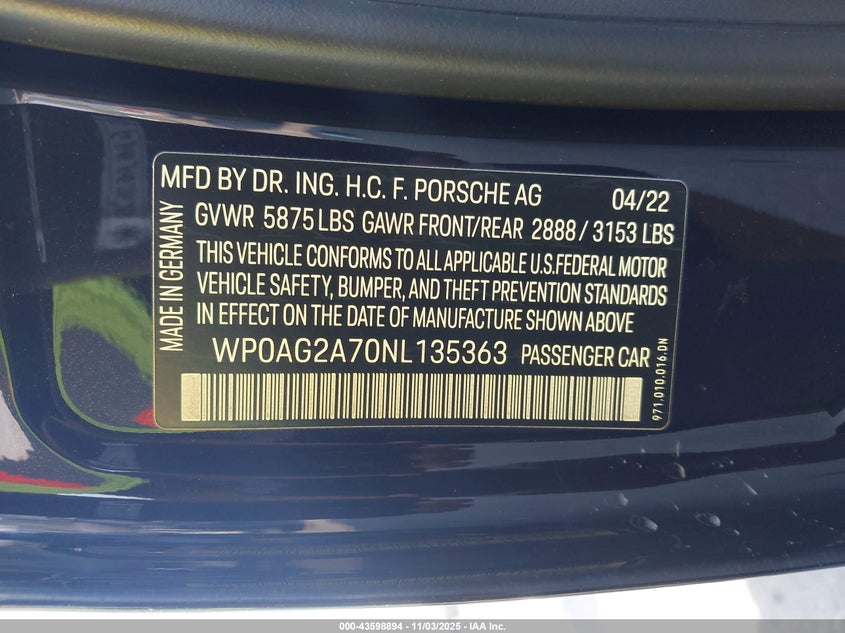 MFD BY DR. ING. H.C. F. PORSCHE AG 04/22
GVWR 5875 LBS GAWR FRONT/REAR 2888 / 3153 LBS
THIS VEHICLE CONFORMS TO ALL APPLICABLE U.S.FEDERAL MOTOR
VEHICLE SAFETY, BUMPER, AND THEFT PREVENTION STANDARDS
IN EFFECT ON THE DATE OF MANUFACTURE SHOWN ABOVE
WP0AG2A70NL135363 PASSENGER CAR
MADE IN GERMANY
971.010.016.DN
000-43598894 - 11/03/2025 - IAA Inc.